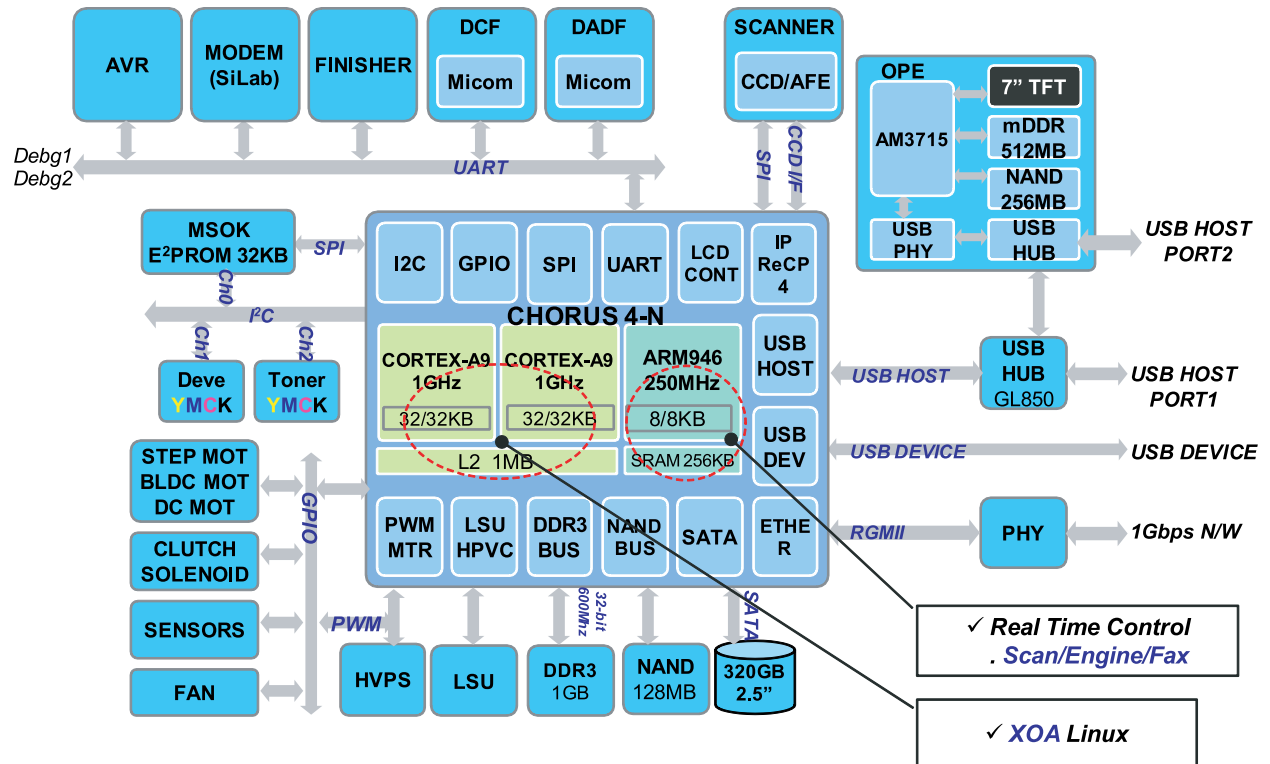 AVR
MODEM
(SiLab)
FINISHER
DCF
Micom
DADF
Micom
SCANNER
CCD/AFE
OPE
AM3715
7” TFT
mDDR
512MB
NAND
256MB
USB
PHY
USB
HUB
Debg1
Debg2
UART
SPI
CCD I/F
USB HOST
PORT2
MSOK
E²PROM 32KB
SPI
Ch0
I²C
Ch1
Ch2
Deve
YMCK
Toner
YMCK
I2C
GPIO
SPI
UART
LCD
CONT
IP
ReCP
4
CHORUS 4-N
CORTEX-A9
1GHz
32/32KB
CORTEX-A9
1GHz
32/32KB
ARM946
250MHz
8/8KB
L2 1MB
SRAM 256KB
USB
HOST
USB
DEV
USB HOST
USB
HUB
GL850
USB HOST
PORT1
USB DEVICE
USB DEVICE
STEP MOT
BLDC MOT
DC MOT
CLUTCH
SOLENOID
SENSORS
FAN
GPIO
PWM
PWM
MTR
LSU
HPVC
DDR3
BUS
NAND
BUS
SATA
ETHE
R
RGMII
PHY
1Gbps N/W
32-bit
600Mhz
SATA
HVPS
LSU
DDR3
1GB
NAND
128MB
320GB
2.5”
✓ Real Time Control
. Scan/Engine/Fax
✓ XOA Linux